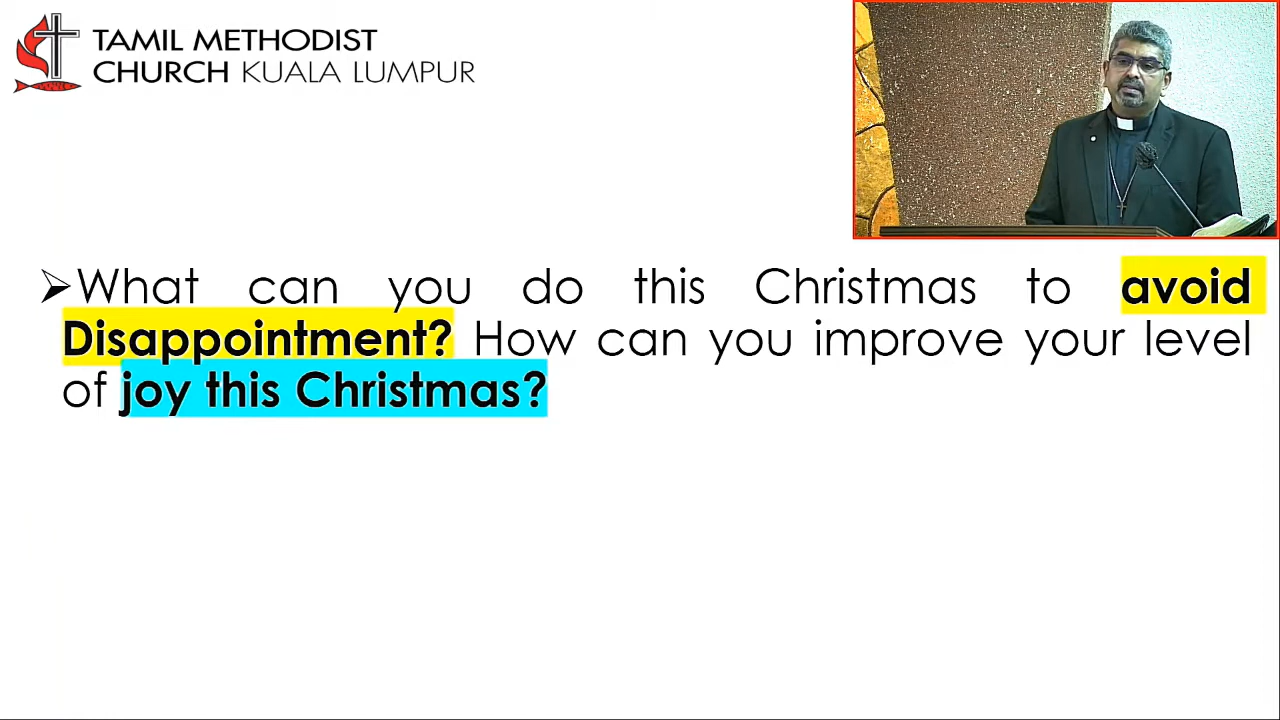 TAMIL METHODIST
CHURCH KUALA LUMPUR
➢What can you do this Christmas to avoid
Disappointment? How can you improve your level
of joy this Christmas?